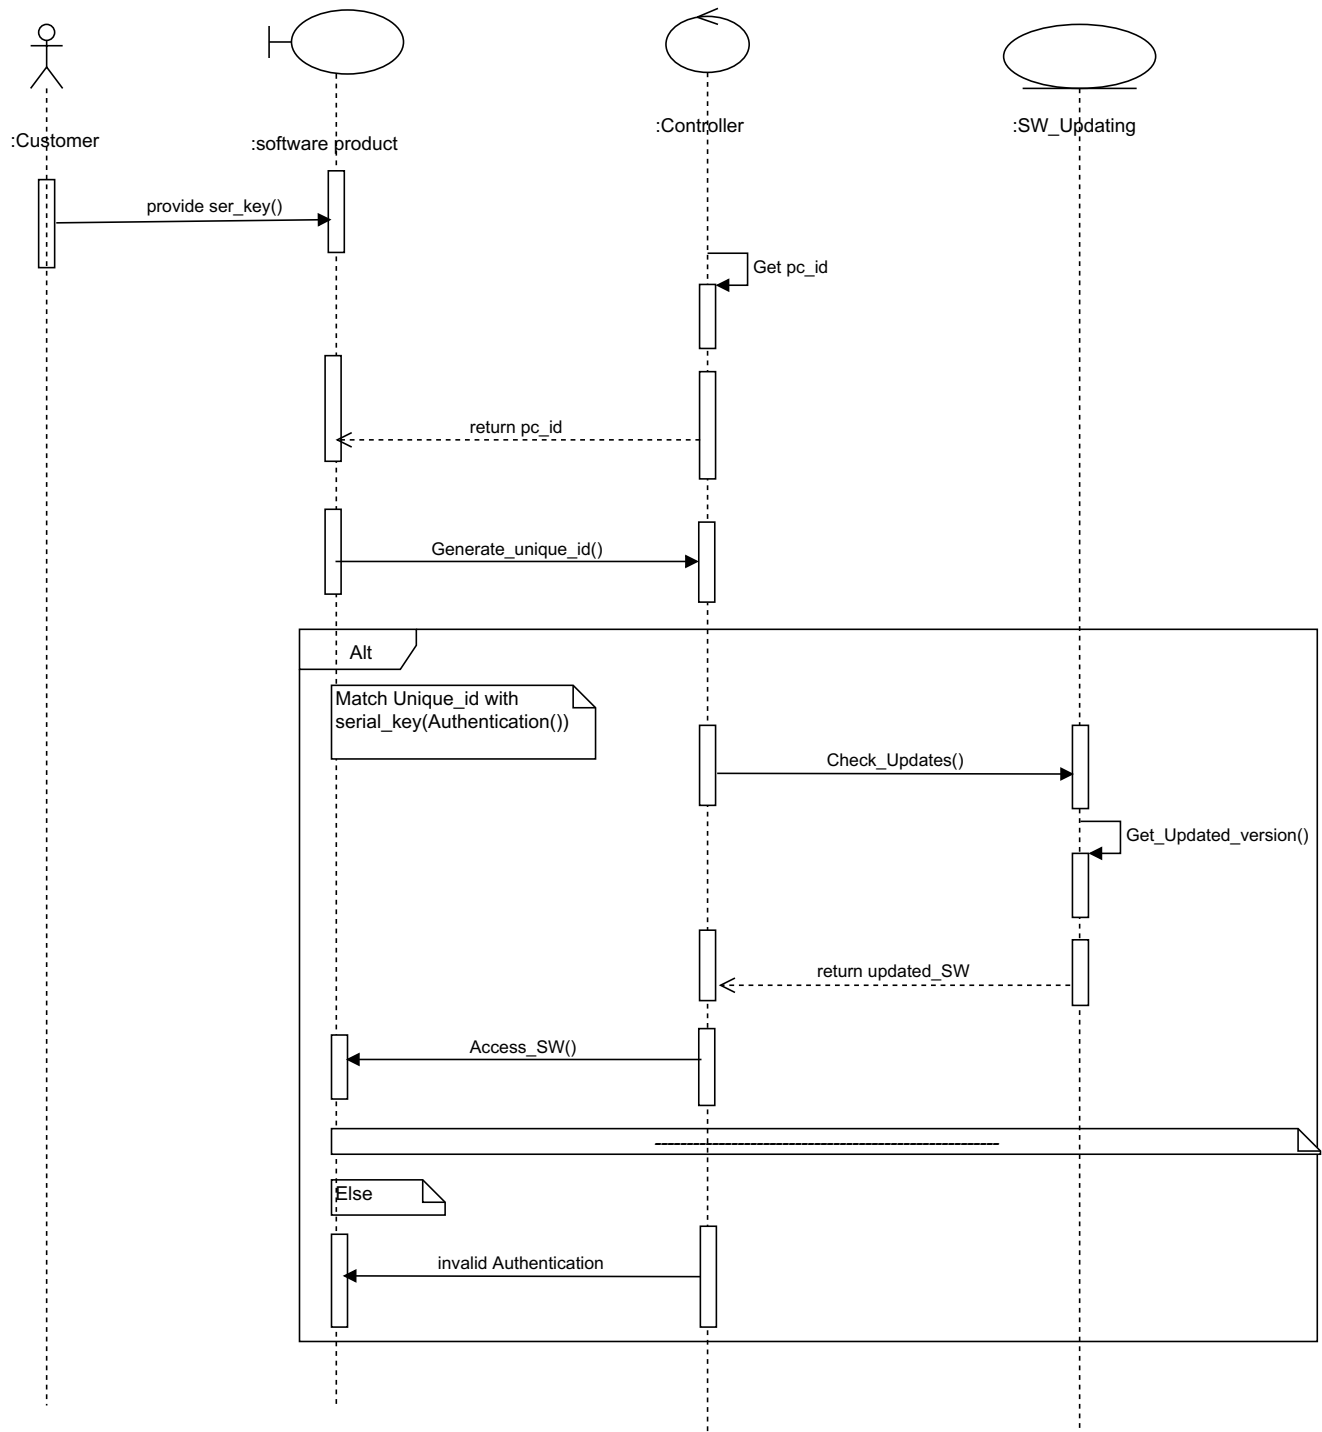 :Customer
:software product
:Controller
:SW_Updating
provide ser_key()
Get pc_id
return pc_id
Generate_unique_id()
Alt
Match Unique_id with
serial_key(Authentication())
Check_Updates()
Get_Updated_version()
return updated_SW
Access_SW()
Else
invalid Authentication